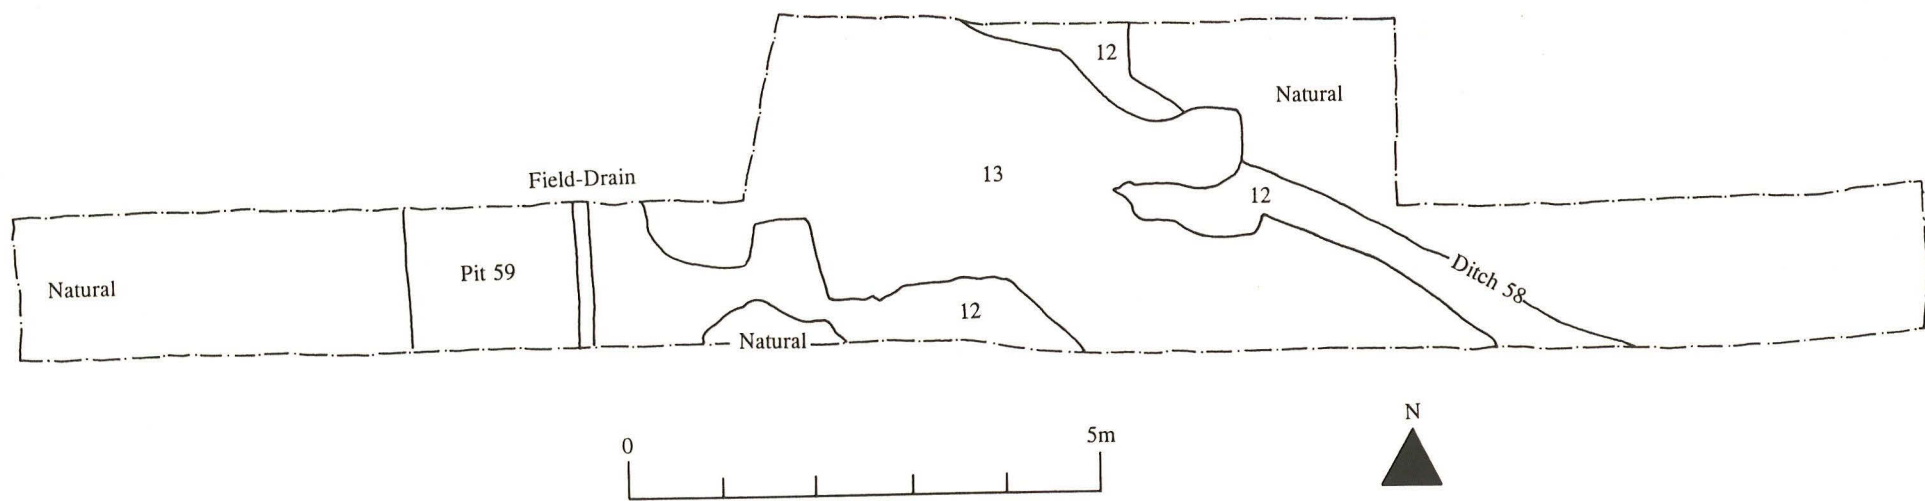 12
Natural
Field-Drain
13
12
Natural
Pit 59
Ditch 58
12
Natural
0
5m
N